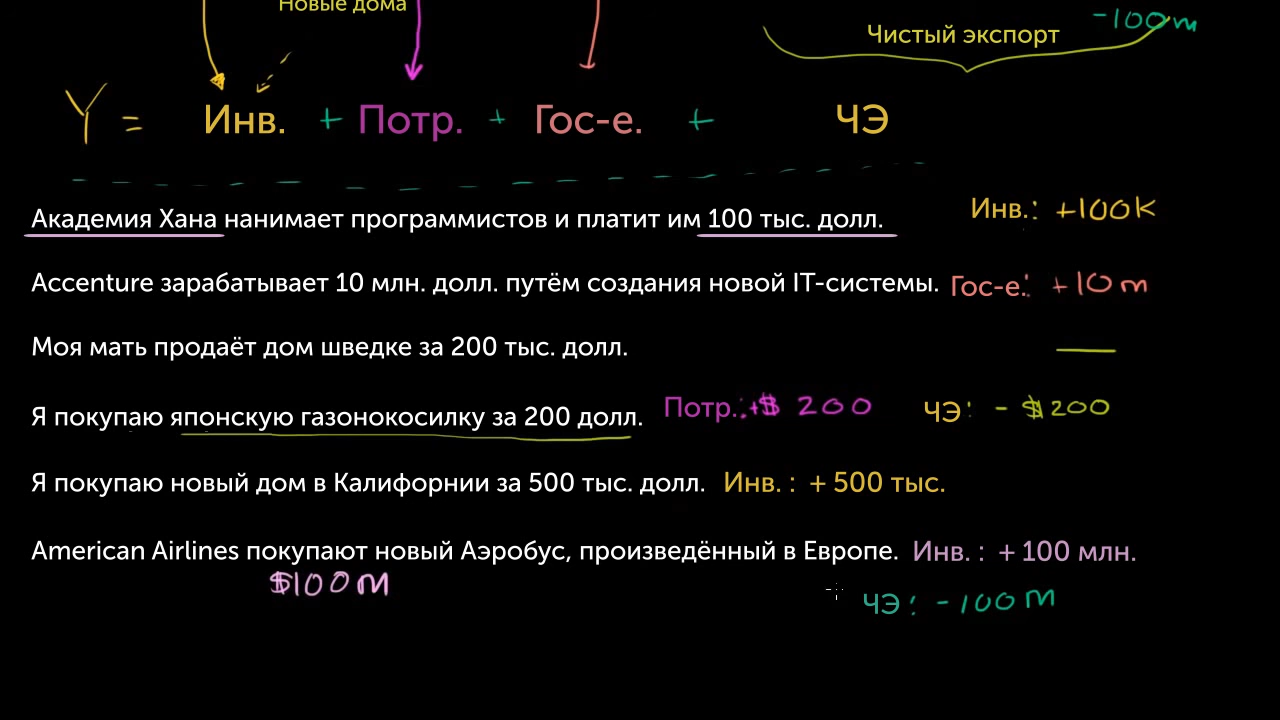 Новые дома
Чистый экспорт -100m
Y = Инв. + Потр. + Гос-е. + ЧЭ
Академия Хана нанимает программистов и платит им 100 тыс. долл. Инв.: +100K
Accenture зарабатывает 10 млн. долл. путём создания новой IT-системы. Гос-е.: +10m
Моя мать продаёт дом шведке за 200 тыс. долл. —
Я покупаю японскую газонокосилку за 200 долл. Потр.:+$ 200 ЧЭ: - $200
Я покупаю новый дом в Калифорнии за 500 тыс. долл. Инв. : + 500 тыс.
American Airlines покупают новый Аэробус, произведённый в Европе. Инв. : + 100 млн.
$100M
ЧЭ: -100M